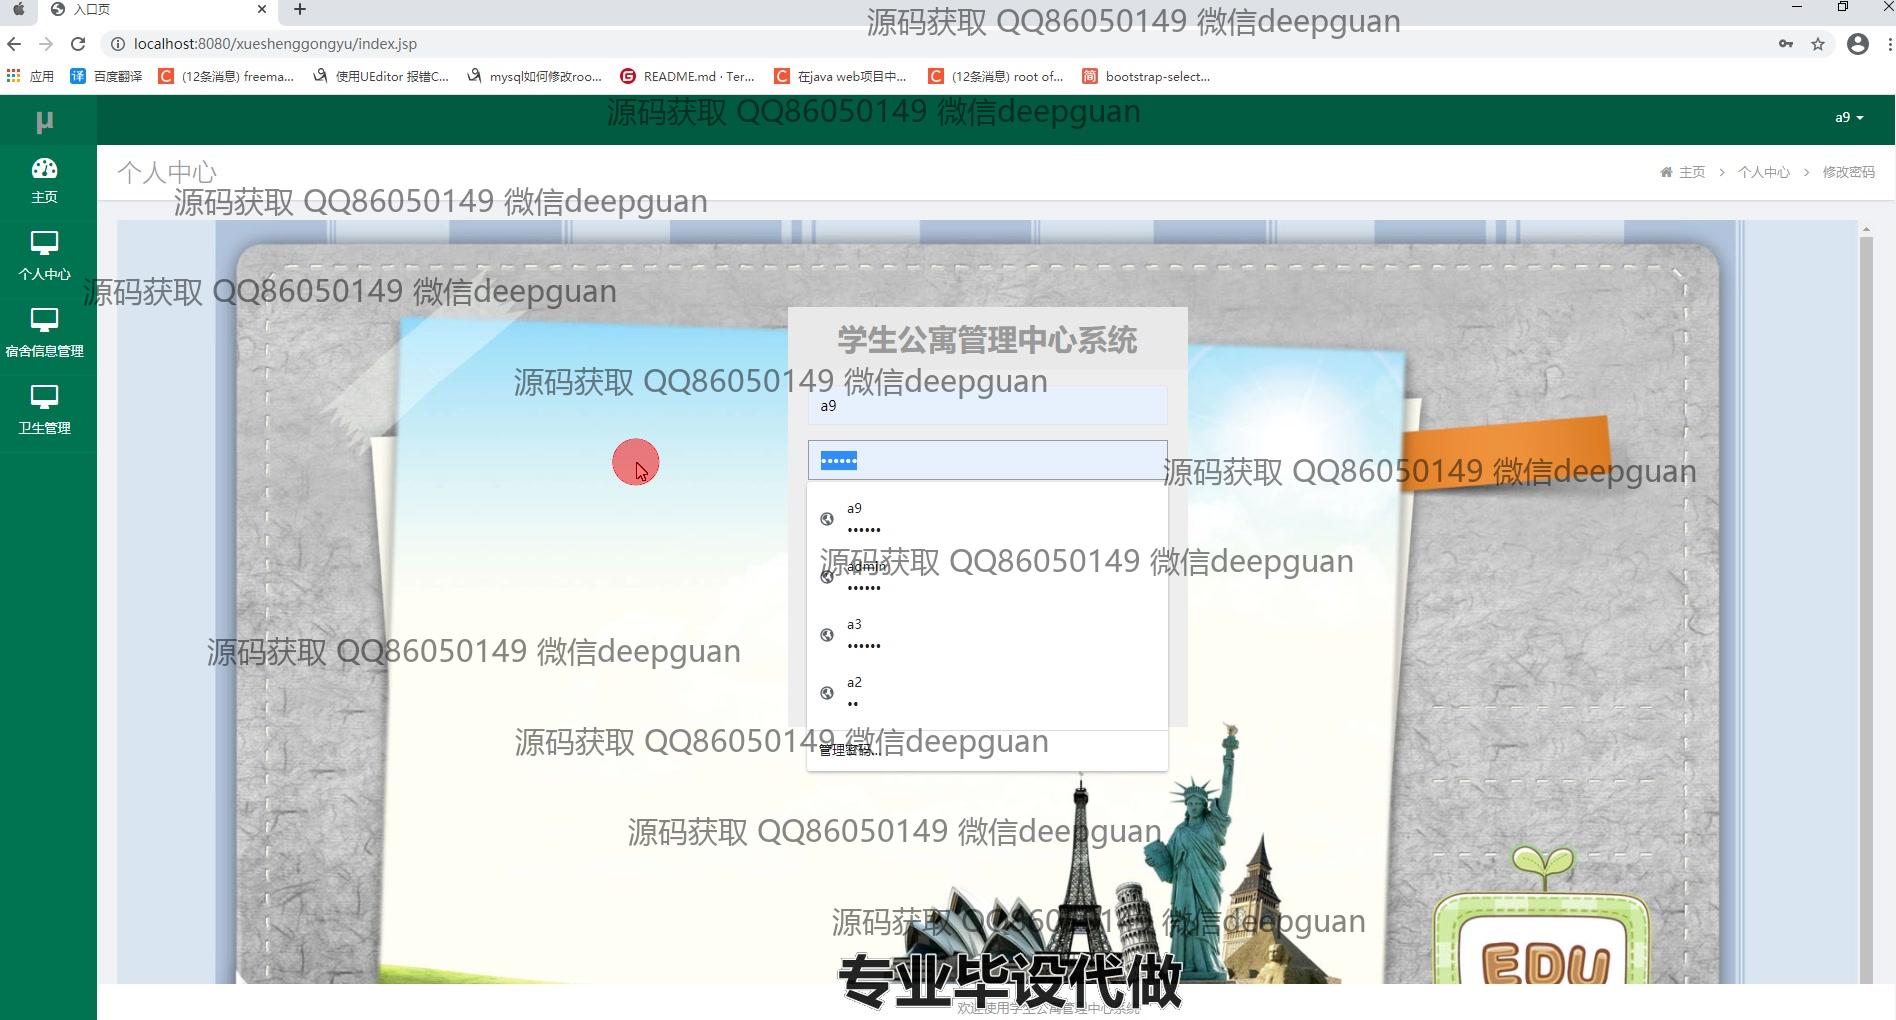 入口页
源码获取 QQ86050149 微信deepguan
localhost:8080/xueshenggongyu/index.jsp
应用
百度翻译
(12条消息) freema...
使用UEditor 报错C...
mysql如何修改roo...
README.md · Ter...
在java web项目中...
(12条消息) root of...
bootstrap-select...
源码获取 QQ86050149 微信deepguan
μ
a9
个人中心
主页 > 个人中心 > 修改密码
主页
源码获取 QQ86050149 微信deepguan
个人中心
源码获取 QQ86050149 微信deepguan
宿舍信息管理
学生公寓管理中心系统
源码获取 QQ86050149 微信deepguan
a9
卫生管理
••••••
源码获取 QQ86050149 微信deepguan
a9
••••••
源码获取 QQ86050149 微信deepguan
admin
••••••
a3
••••••
源码获取 QQ86050149 微信deepguan
a2
••
源码获取 QQ86050149 微信deepguan
管理密码...
源码获取 QQ86050149 微信deepguan
源码获取 QQ86050149 微信deepguan
EDU
专业毕设代做
欢迎使用学生公寓管理中心系统